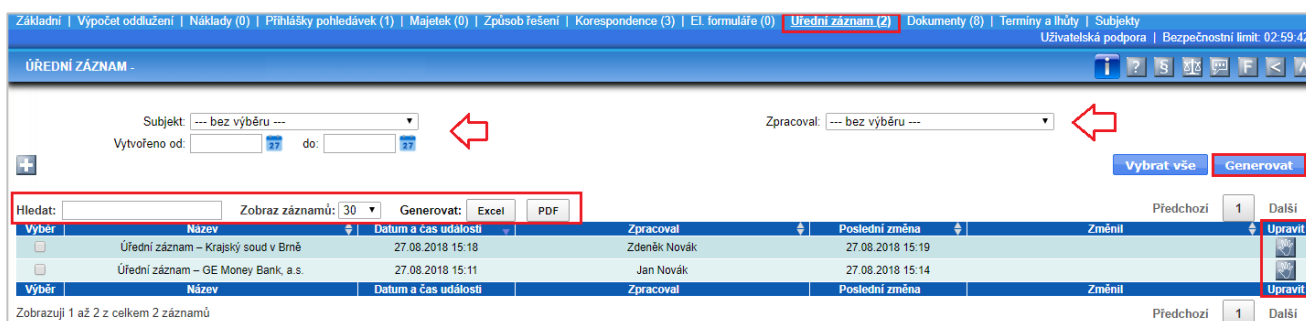 Základní | Výpočet oddlužení | Náklady (0) | Přihlášky pohledávek (1) | Majetek (0) | Způsob řešení | Korespondence (3) | El. formuláře (0) Úřední záznam (2) Dokumenty (8) | Termíny a lhůty | Subjekty
Uživatelská podpora | Bezpečnostní limit: 02:59:42
ÚŘEDNÍ ZÁZNAM -
i ? § F <
Subjekt: --- bez výběru --- Zpracoval: --- bez výběru ---
Vytvořeno od: 27 do: 27
Vybrat vše Generovat
Hledat: Zobraz záznamů: 30 Generovat: Excel PDF Předchozí 1 Další
Výběr Název Datum a čas události Zpracoval Poslední změna Změnil Upravit
Úřední záznam – Krajský soud v Brně 27.08.2018 15:18 Zdeněk Novák 27.08.2018 15:19
Úřední záznam – GE Money Bank, a.s. 27.08.2018 15:11 Jan Novák 27.08.2018 15:14
Výběr Název Datum a čas události Zpracoval Poslední změna Změnil Upravit
Zobrazuji 1 až 2 z celkem 2 záznamů Předchozí 1 Další